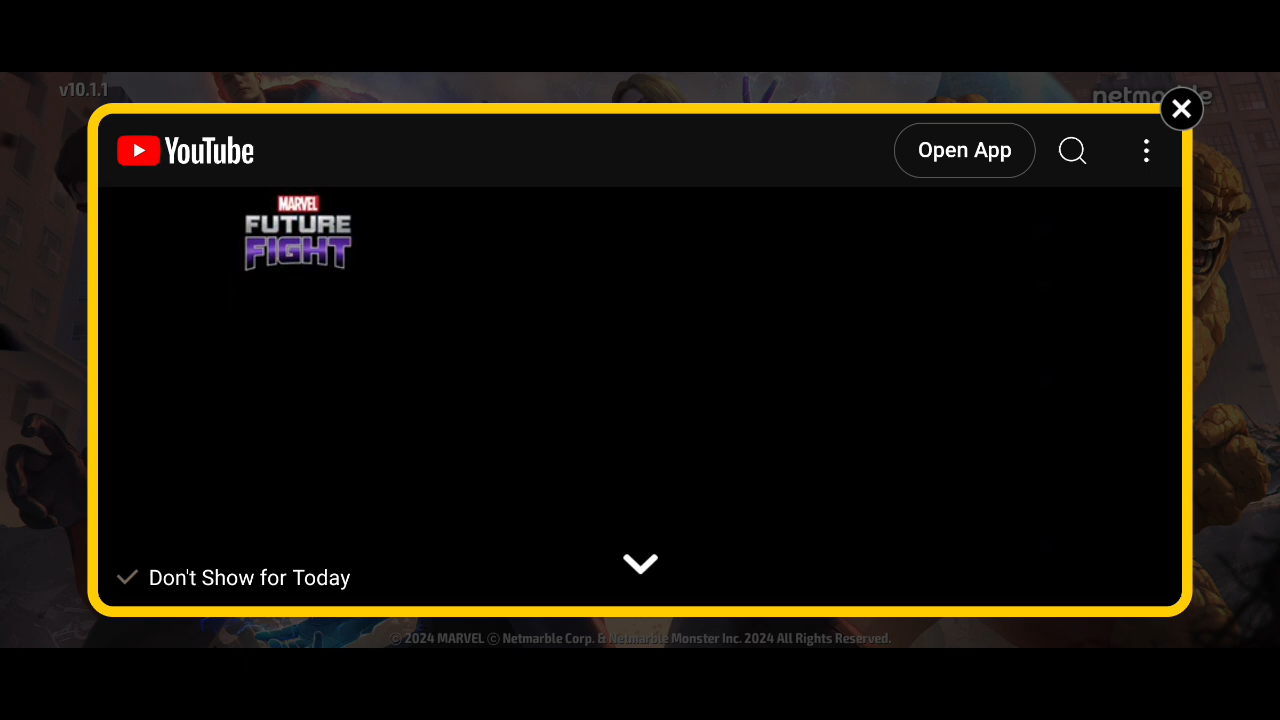 v10.1.1
netmarble
YouTube
Open App
MARVEL
FUTURE
FIGHT
Don't Show for Today
© 2024 MARVEL © Netmarble Corp. & Netmarble Monster Inc. 2024 All Rights Reserved.